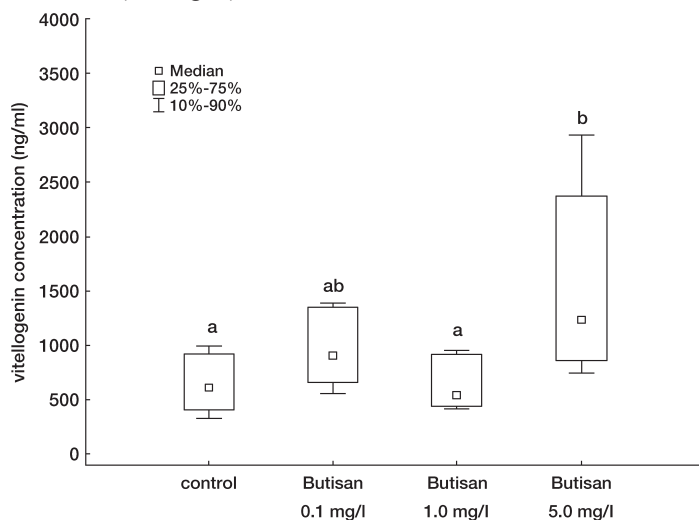 4000
3500
3000
2500
2000
1500
1000
500
0
vitellogenin concentration (ng/ml)
Median
25%-75%
10%-90%
a
ab
a
b
control
Butisan
0.1 mg/l
Butisan
1.0 mg/l
Butisan
5.0 mg/l